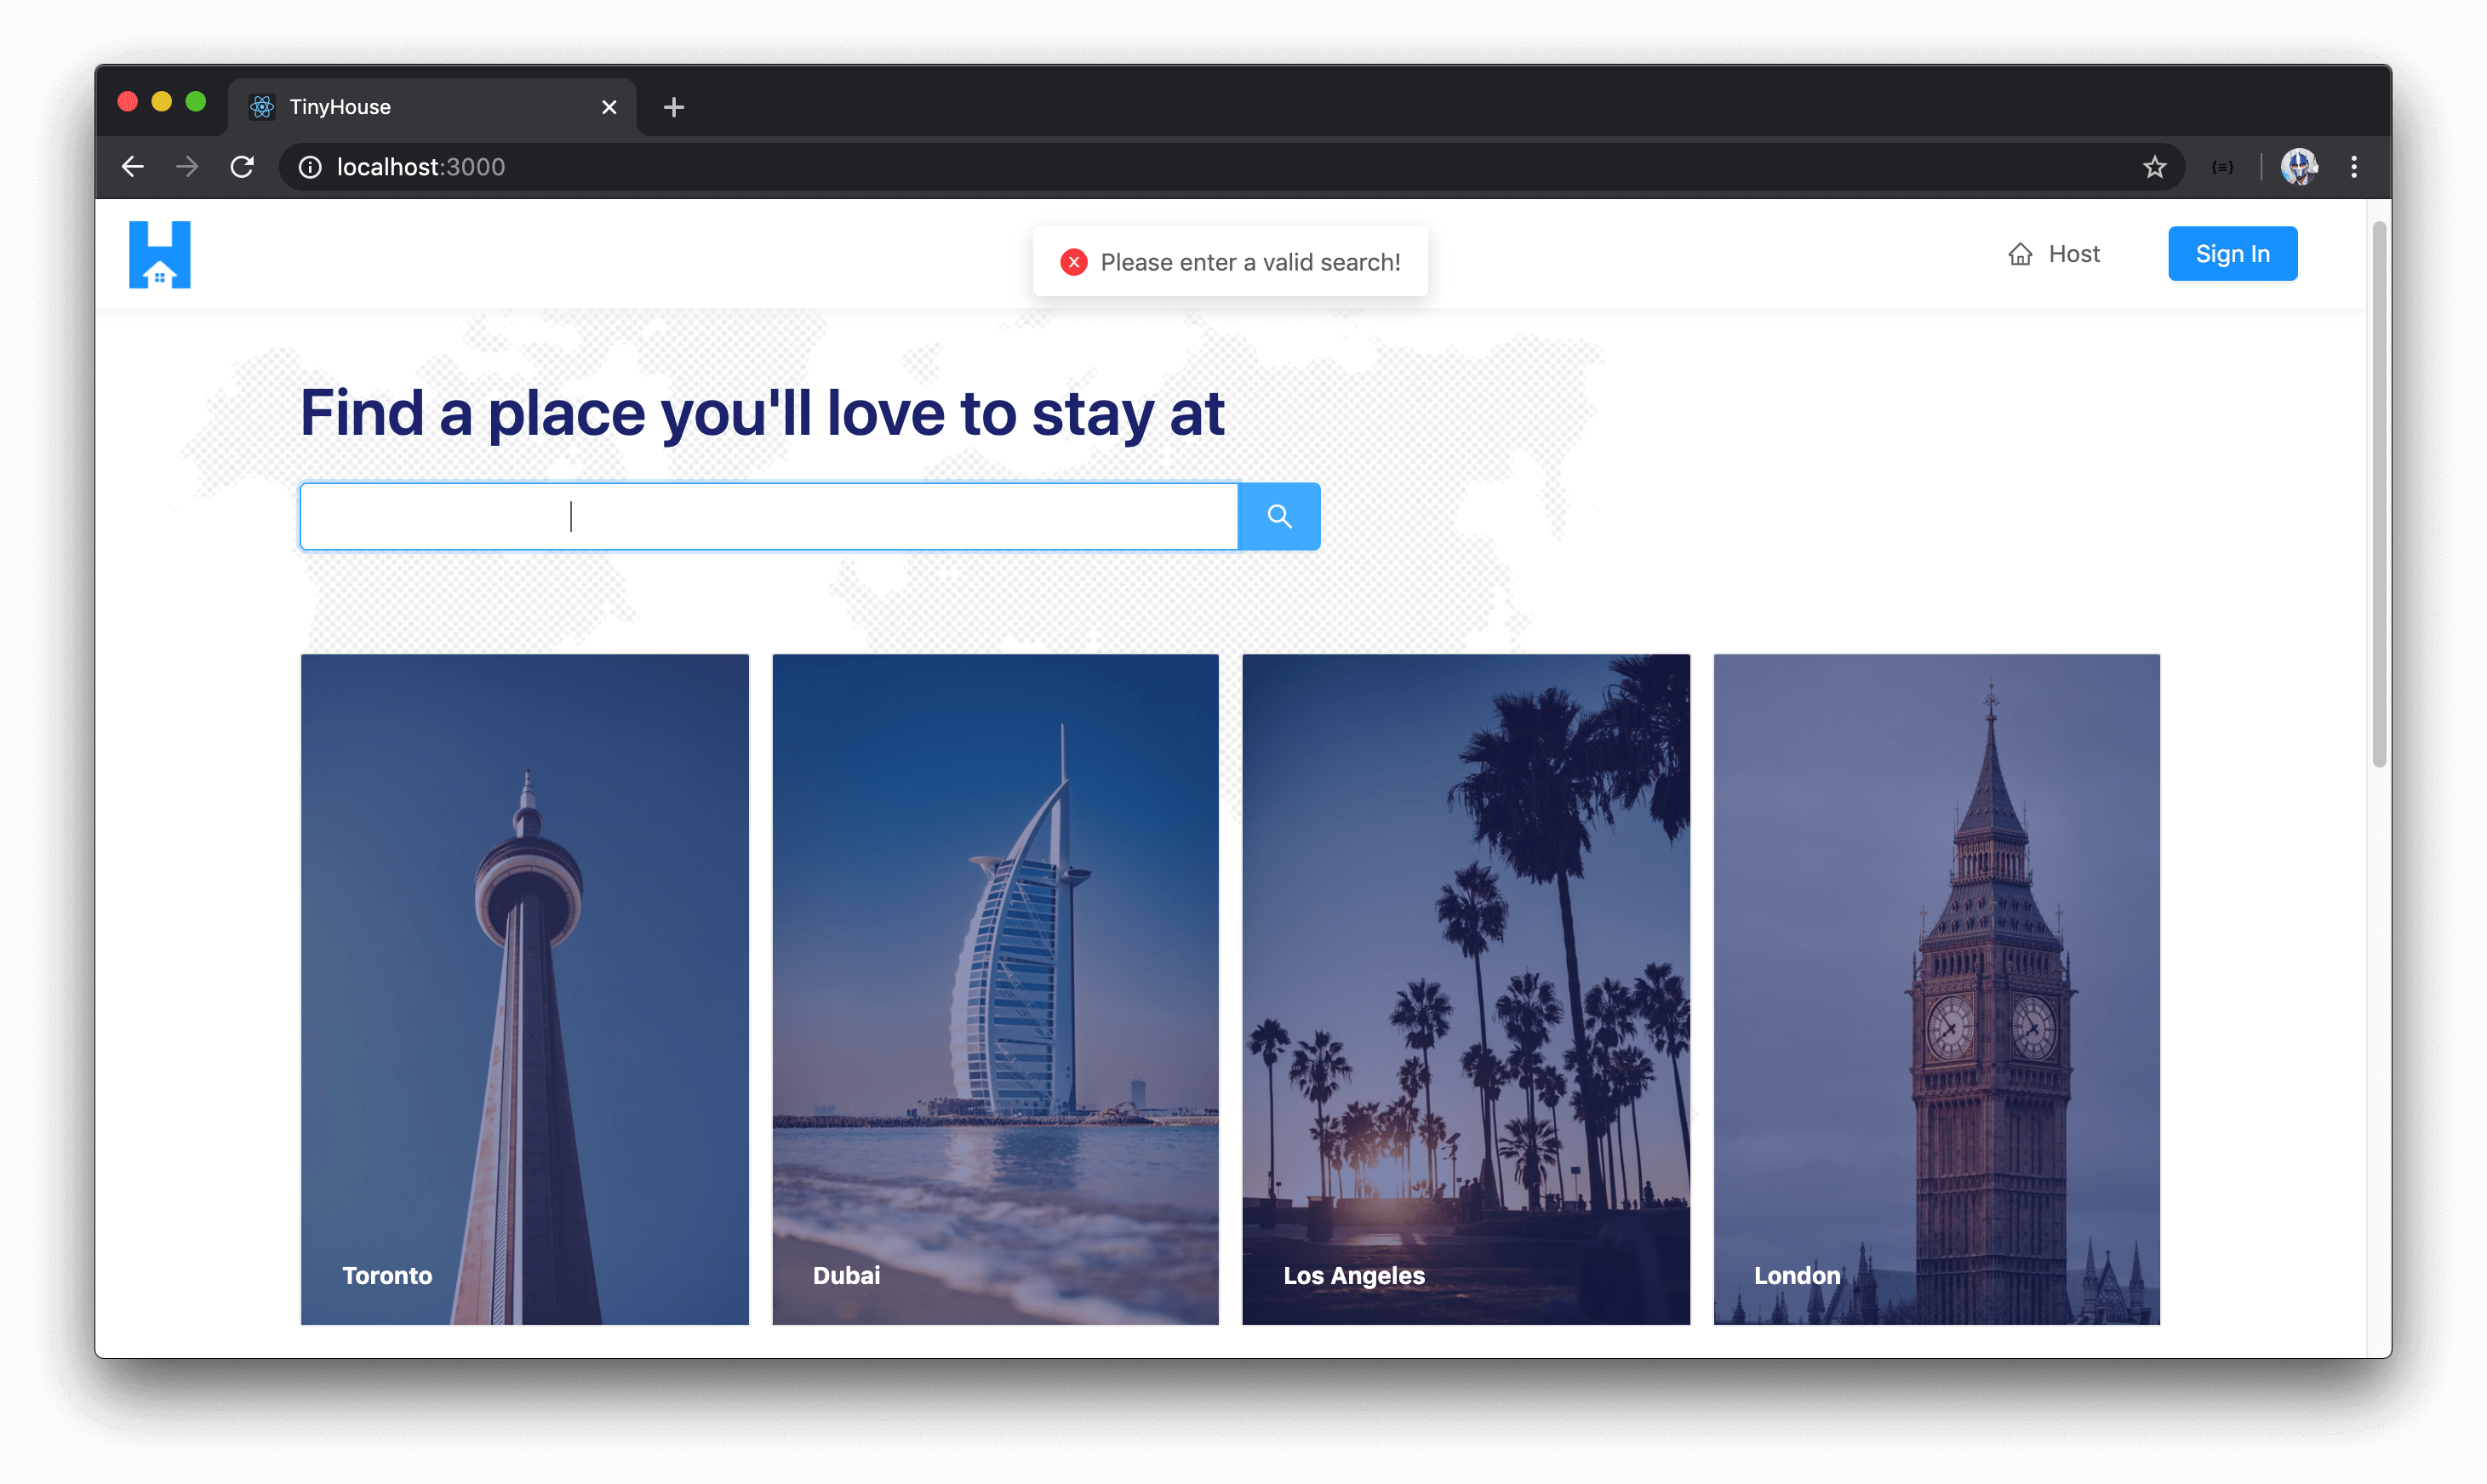 TinyHouse
localhost:3000
Please enter a valid search!
Host
Sign In
Find a place you'll love to stay at
Toronto
Dubai
Los Angeles
London